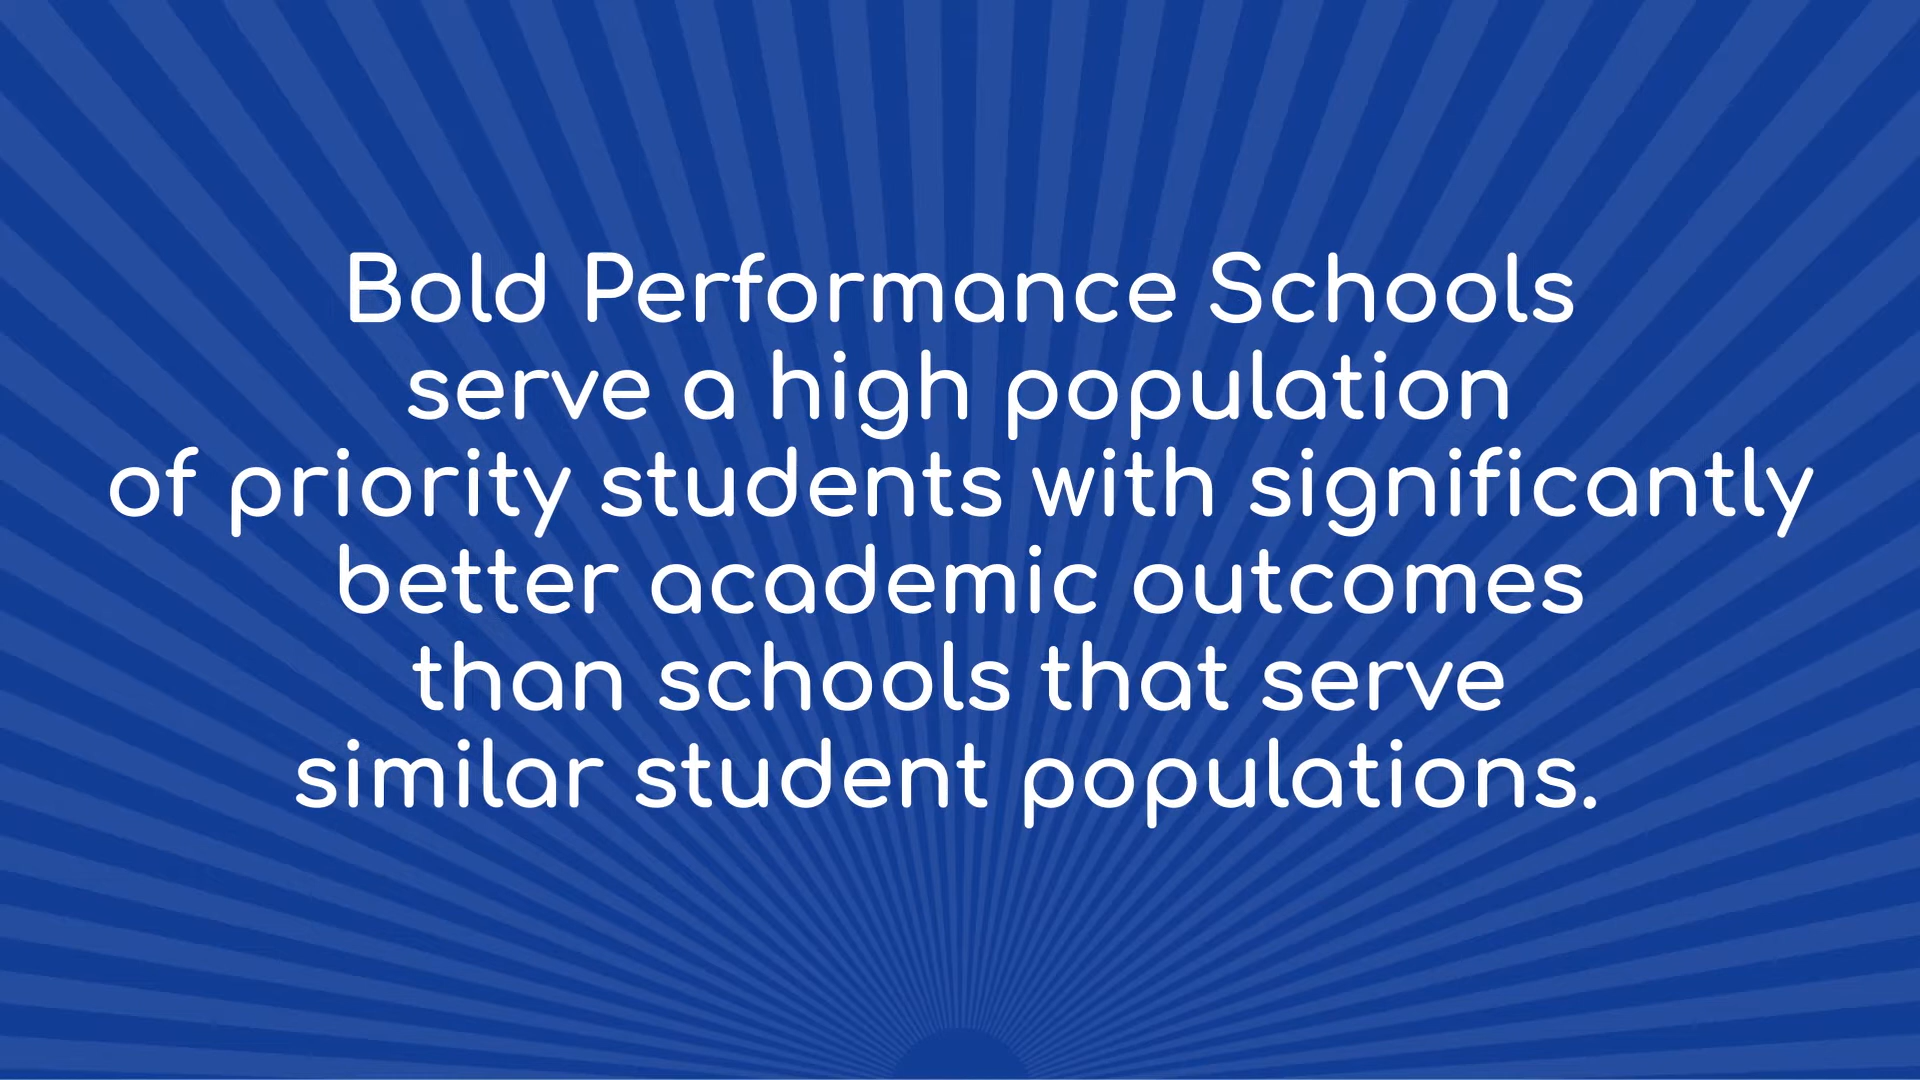 Bold Performance Schools
serve a high population
of priority students with significantly
better academic outcomes
than schools that serve
similar student populations.